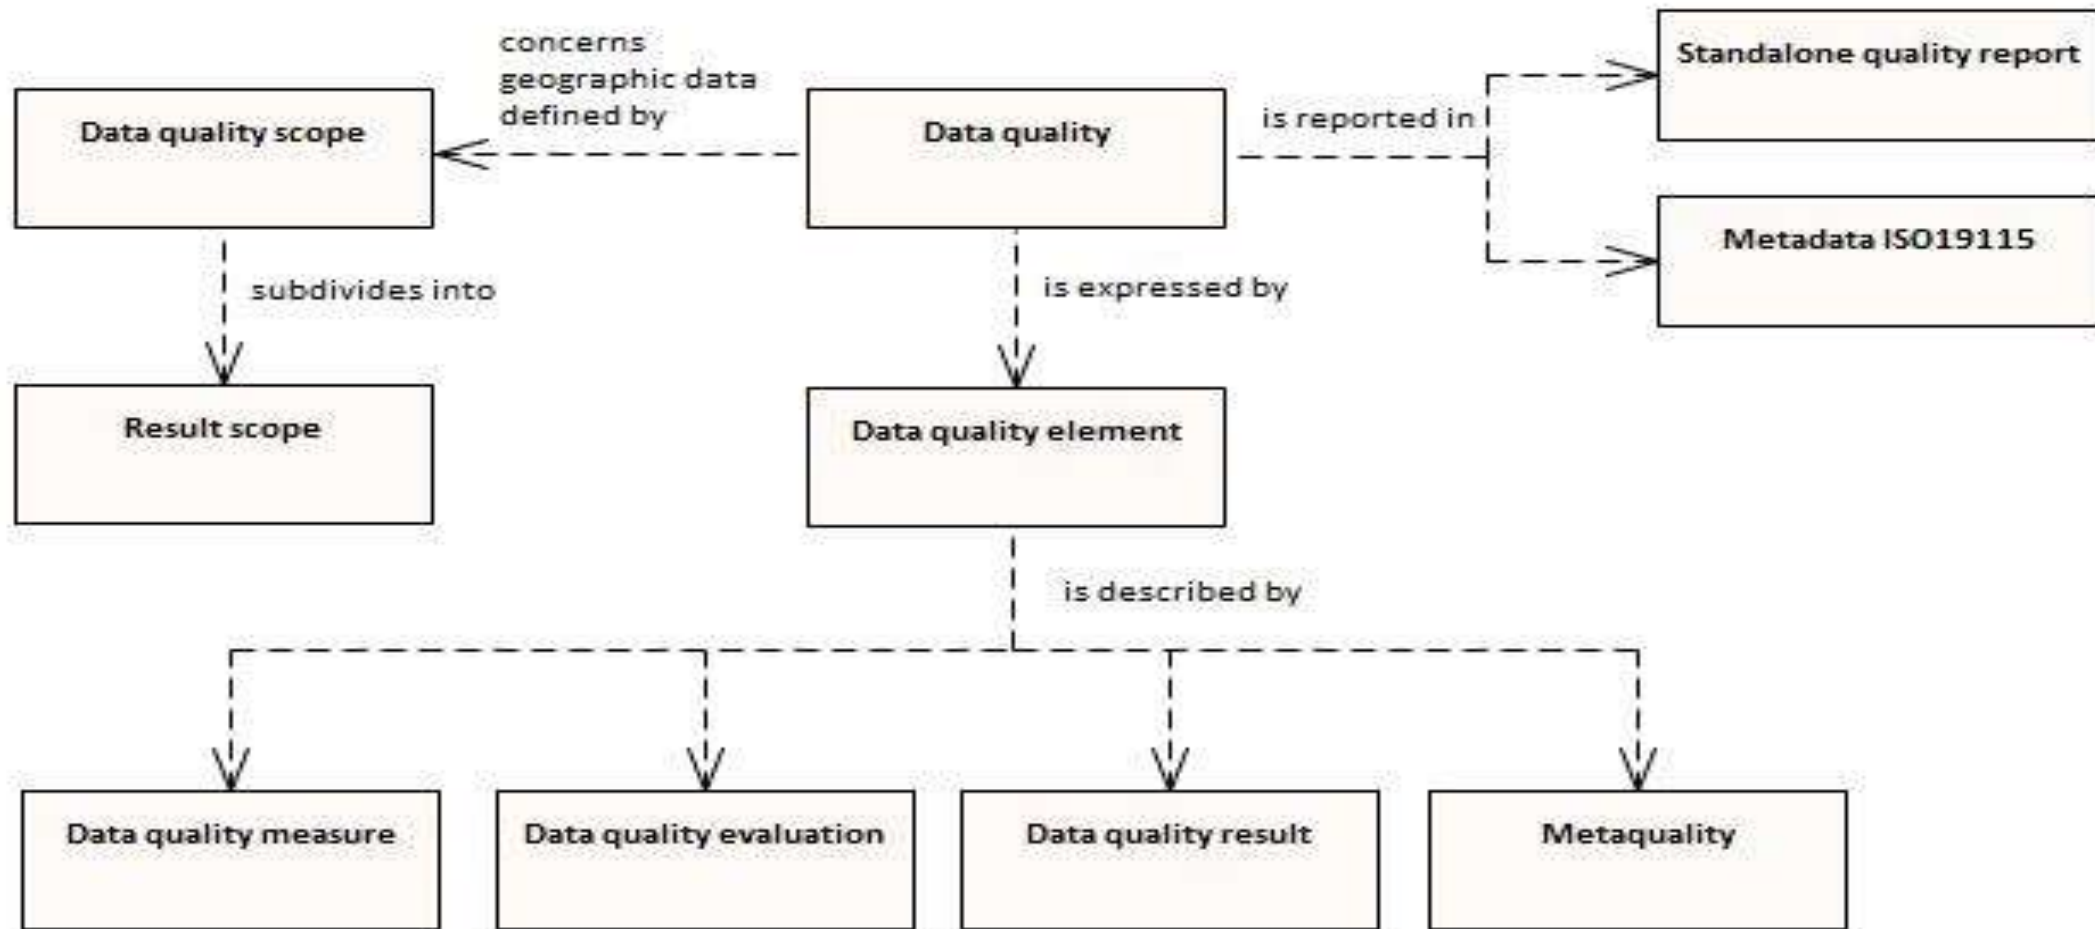 concerns
geographic data
defined by
Standalone quality report
Data quality scope
Data quality
is reported in
Metadata ISO19115
subdivides into
is expressed by
Result scope
Data quality element
is described by
Data quality measure
Data quality evaluation
Data quality result
Metaquality